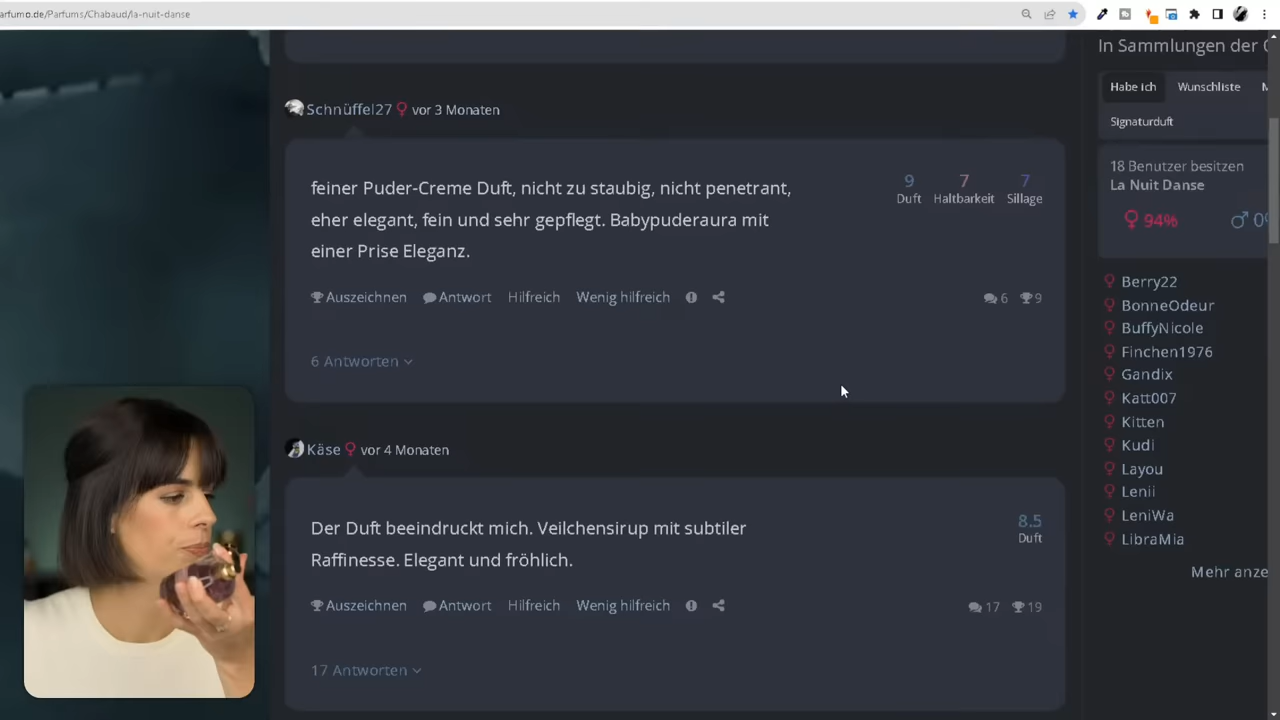 arfumo.de/Parfums/Chabaud/la-nuit-danse
In Sammlungen der
Schnüffel27 vor 3 Monaten
Habe ich Wunschliste
Signaturduft
feiner Puder-Creme Duft, nicht zu staubig, nicht penetrant,
eher elegant, fein und sehr gepflegt. Babypuderaura mit
einer Prise Eleganz.
9 7 7
Duft Haltbarkeit Sillage
18 Benutzer besitzen
La Nuit Danse
94% 0
Auszeichnen Antwort Hilfreich Wenig hilfreich
6 9
6 Antworten
Käse vor 4 Monaten
Der Duft beeindruckt mich. Veilchensirup mit subtiler
Raffinesse. Elegant und fröhlich.
8.5
Duft
Auszeichnen Antwort Hilfreich Wenig hilfreich
17 19
17 Antworten
Berry22
BonneOdeur
BuffyNicole
Finchen1976
Gandix
Katt007
Kitten
Kudi
Layou
Lenii
LeniWa
LibraMia
Mehr anze